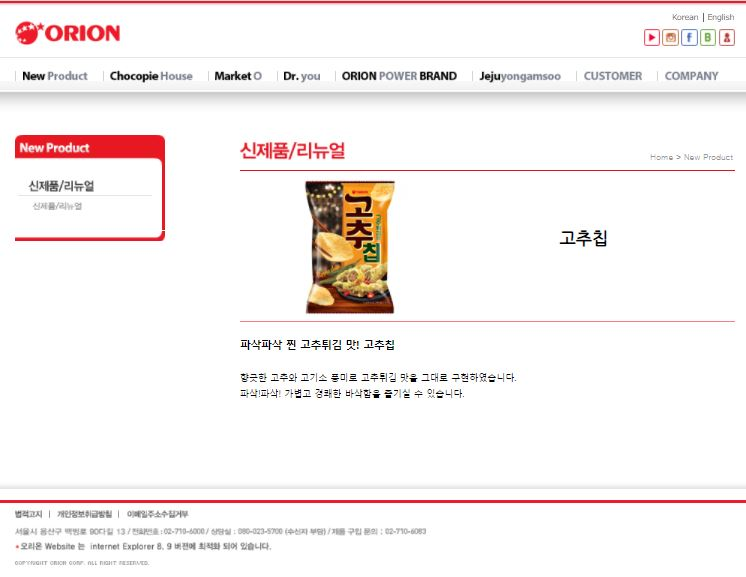 Korean | English
ORION
New Product
Chocopie House
Market O
Dr. you
ORION POWER BRAND
Jejuyongamsoo
CUSTOMER
COMPANY
New Product
신제품/리뉴얼
신제품/리뉴얼
신제품/리뉴얼
Home > New Product
ORION
고추칩
고추칩
파삭파삭 찐 고추튀김 맛! 고추칩
향긋한 고추와 고기소 풍미로 고추튀김 맛을 그대로 구현하였습니다.
파삭!파삭! 가볍고 경쾌한 바삭함을 즐기실 수 있습니다.
법적고지 | 개인정보취급방침 | 이메일주소수집거부
서울시 용산구 백범로 90다길 13 / 전화번호 : 02-710-6000 / 상담실 : 080-023-5700 (수신자 부담) / 제품 구입 문의 : 02-710-6083
오리온 Website 는 internet Explorer 8, 9 버전에 최적화 되어 있습니다.
COPYRIGHT ORION CORP. ALL RIGHT RESERVED.